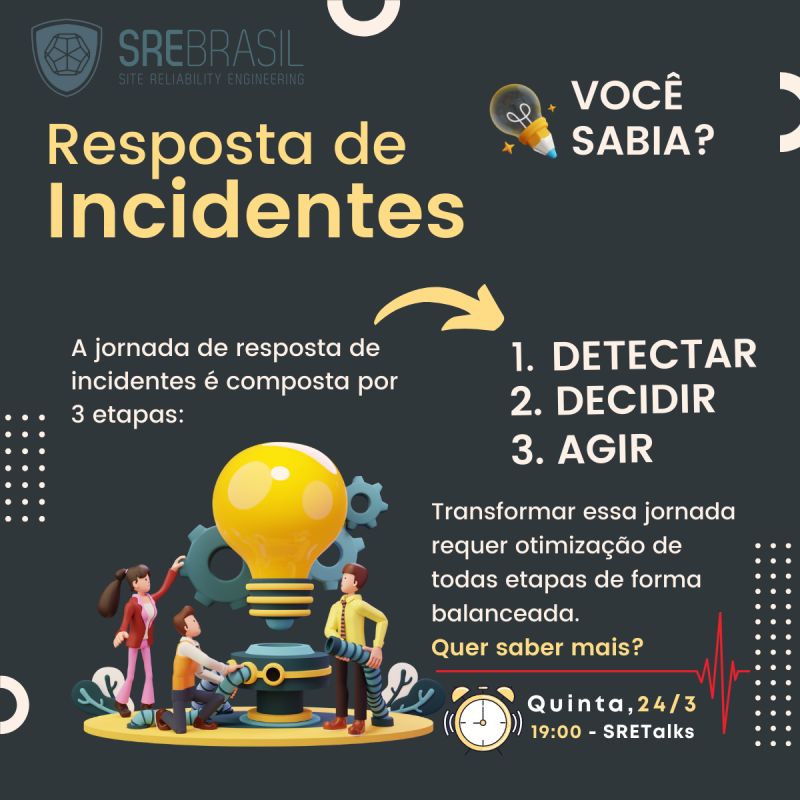 SREBRASIL
SITE RELIABILITY ENGINEERING
VOCÊ
SABIA?
Resposta de
Incidentes
A jornada de resposta de
incidentes é composta por
3 etapas:
1. DETECTAR
2. DECIDIR
3. AGIR
Transformar essa jornada
requer otimização de
todas etapas de forma
balanceada.
Quer saber mais?
Quinta,24/3
19:00 - SRETalks